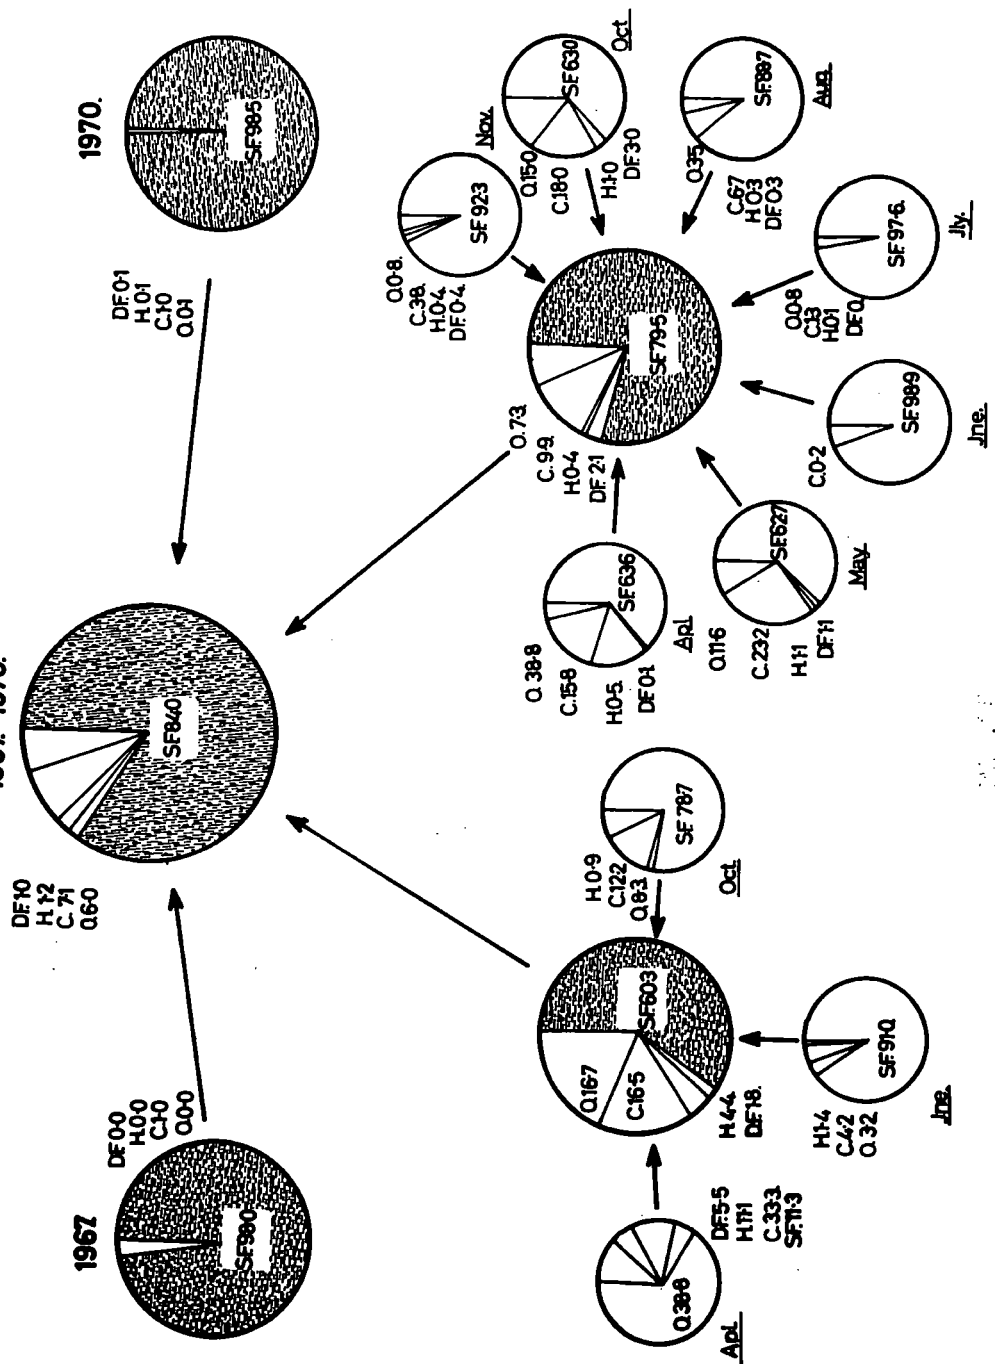 1967.
SF.98·0
DF.0·0
H.0·0
C.1·0
Q.0·0
DF.1·0
H.1·2
C.7·1
Q.6·0
SF.84·0
DF.0·1
H.0·1
C.1·0
Q.0·1
1970.
SF.98·5
Apl.
Q.38·8
DF.5·5
H.11·1
C.33·3.
SF.11·3
Q.16·7
C.16·5
SF.60·3
H.4·4.
DF.1·8.
H.0·9
C.12·2
Q.8·3.
SF.78·7
Oct
H.1·4
C.4·2
Q.3·2
SF.91·0.
Jne.
Q.7·3.
C.9·9.
H.0·4
DF.2·1
SF.79·5
Q.38·8
C.15·8
H.0·5.
DF.0·1.
SF.63·6
Apl.
Q.11·6
C.23·2
H.1·1
DF.1·1
SF.62·7
May
C.0·2
SF.98·9
Jne.
Q.0·8
C.1·3
H.0·1
DF.0.
SF.97·6.
Jly.
Q.3·5
C.6·7
H.0·3
DF.0·3
SF.88·7
Aug
Q.15·0
C.18·0
H.1·0
DF.3·0
SF.63·0
Oct
Q.0·8.
C.3·8.
H.0·4
DF.0·4.
SF.92·3
Nov.